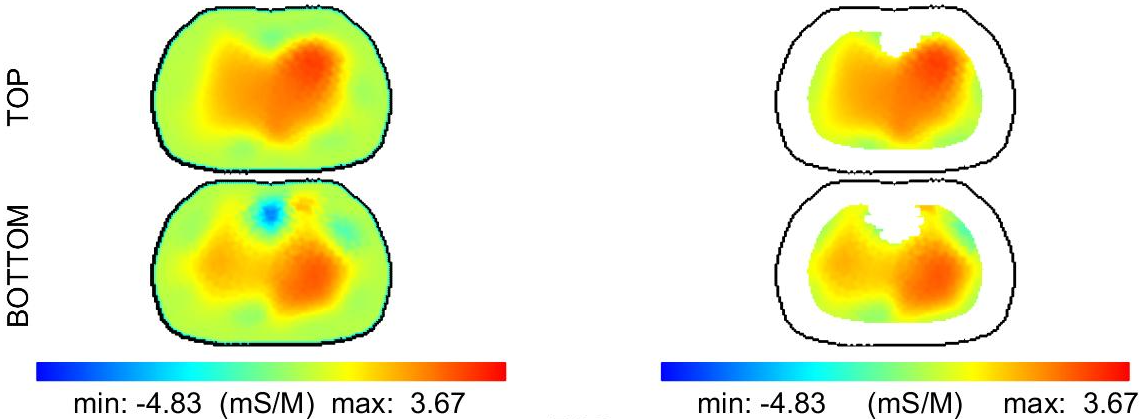 TOP
BOTTOM
min: -4.83 (mS/M) max: 3.67
min: -4.83 (mS/M) max: 3.67